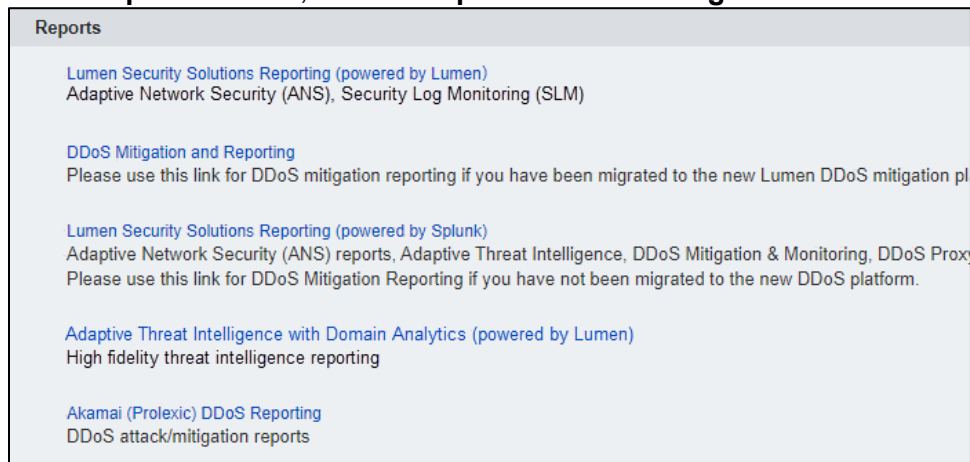 Reports
Lumen Security Solutions Reporting (powered by Lumen)
Adaptive Network Security (ANS), Security Log Monitoring (SLM)
DDoS Mitigation and Reporting
Please use this link for DDoS mitigation reporting if you have been migrated to the new Lumen DDoS mitigation
Lumen Security Solutions Reporting (powered by Splunk)
Adaptive Network Security (ANS) reports, Adaptive Threat Intelligence, DDoS Mitigation & Monitoring, DDoS Proxy
Please use this link for DDoS Mitigation Reporting if you have not been migrated to the new DDoS platform.
Adaptive Threat Intelligence with Domain Analytics (powered by Lumen)
High fidelity threat intelligence reporting
Akamai (Prolexic) DDoS Reporting
DDoS attack/mitigation reports